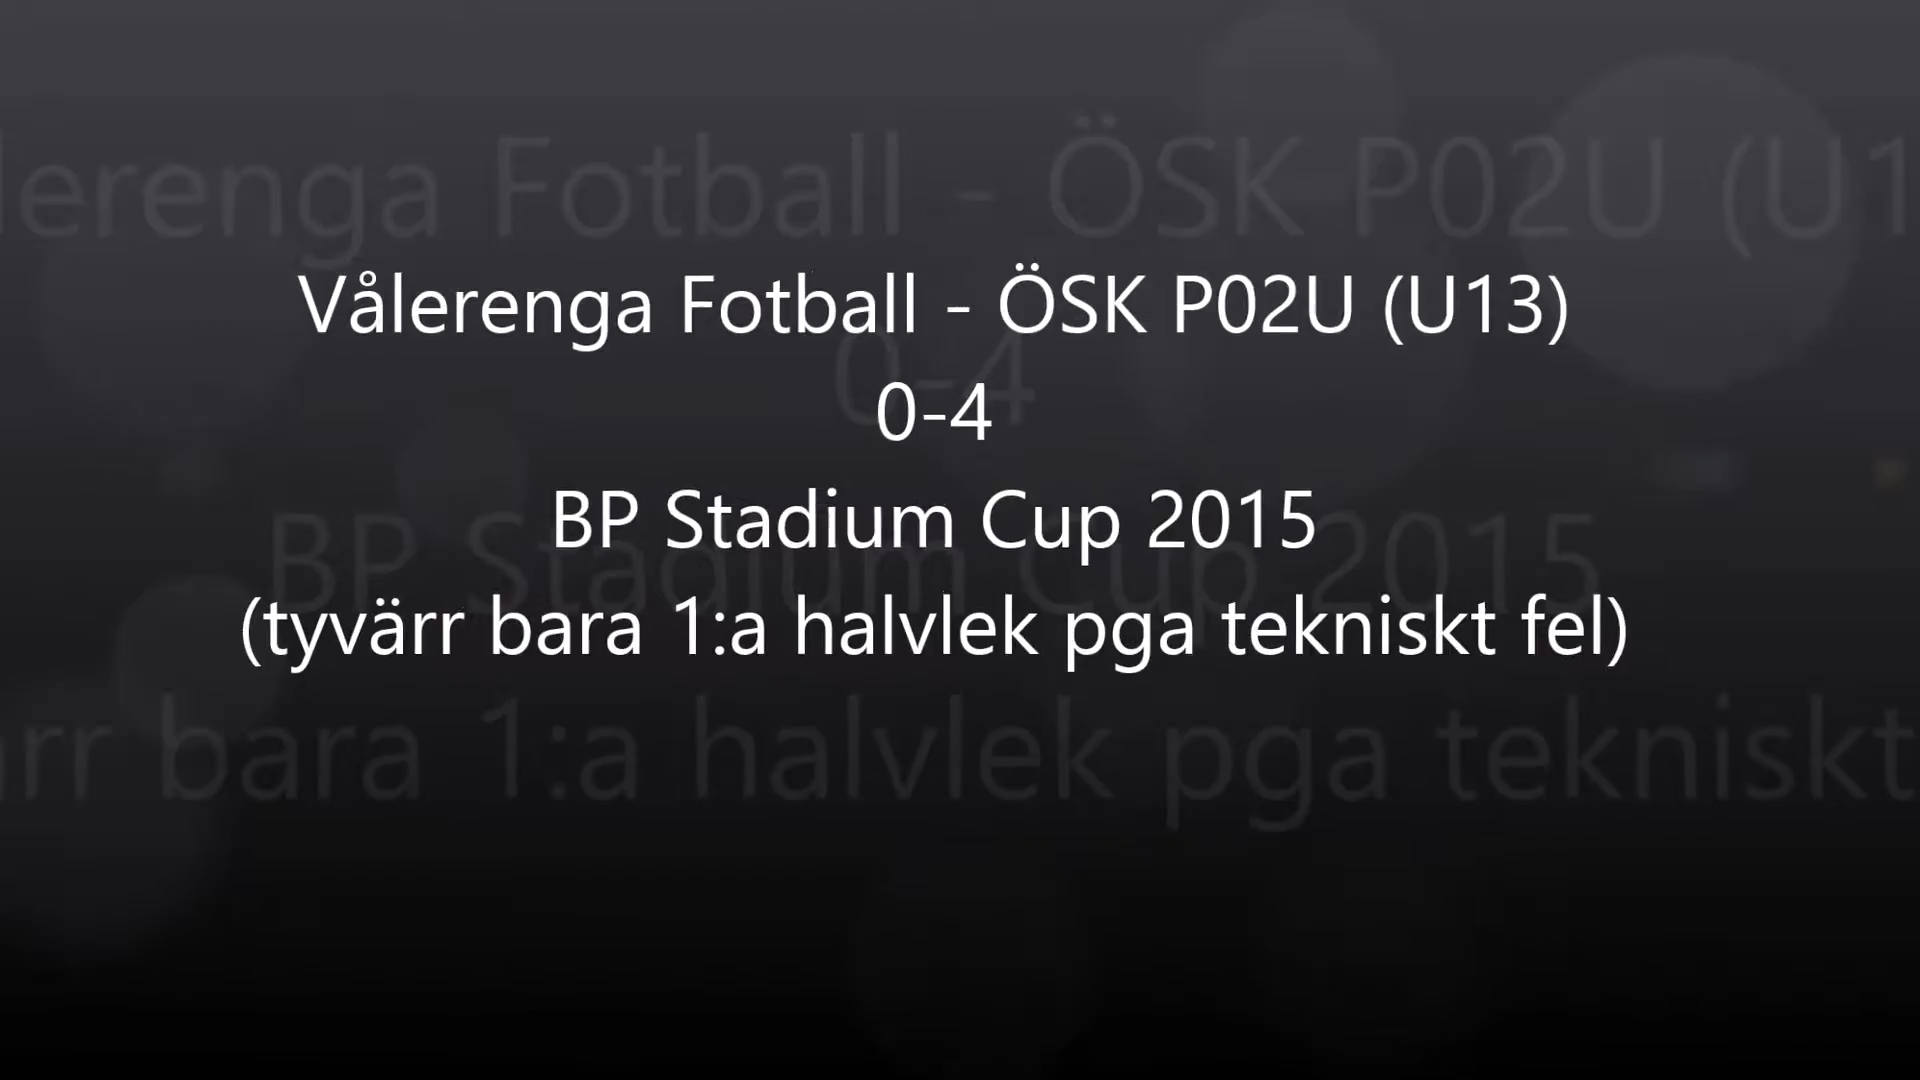 Vålerenga Fotball - ÖSK P02U (U13)
0-4
BP Stadium Cup 2015
(tyvärr bara 1:a halvlek pga tekniskt fel)